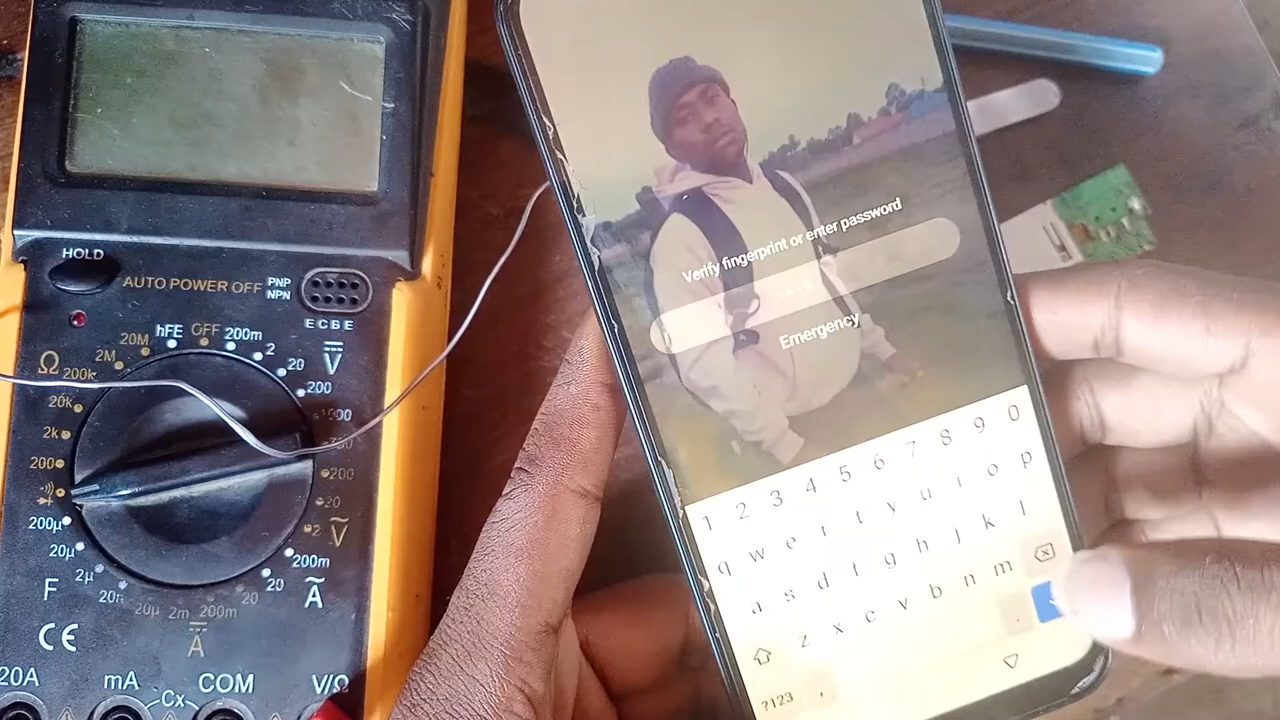 HOLD
AUTO POWER OFF
PNP
NPN
E C B E
hFE
OFF
200m
2
20
200
1000
V
20M
2M
Ω
200k
20k
2k
200
200µ
20µ
2µ
20n
F
20µ
2m
200m
20
A
200
20
2
V
200m
20
A
CE
20A
mA
COM
V/Ω
Cx
Verify fingerprint or enter password
Emergency
1 2 3 4 5 6 7 8 9 0
q w e r t y u i o p
a s d f g h j k l
z x c v b n m
?123 , .